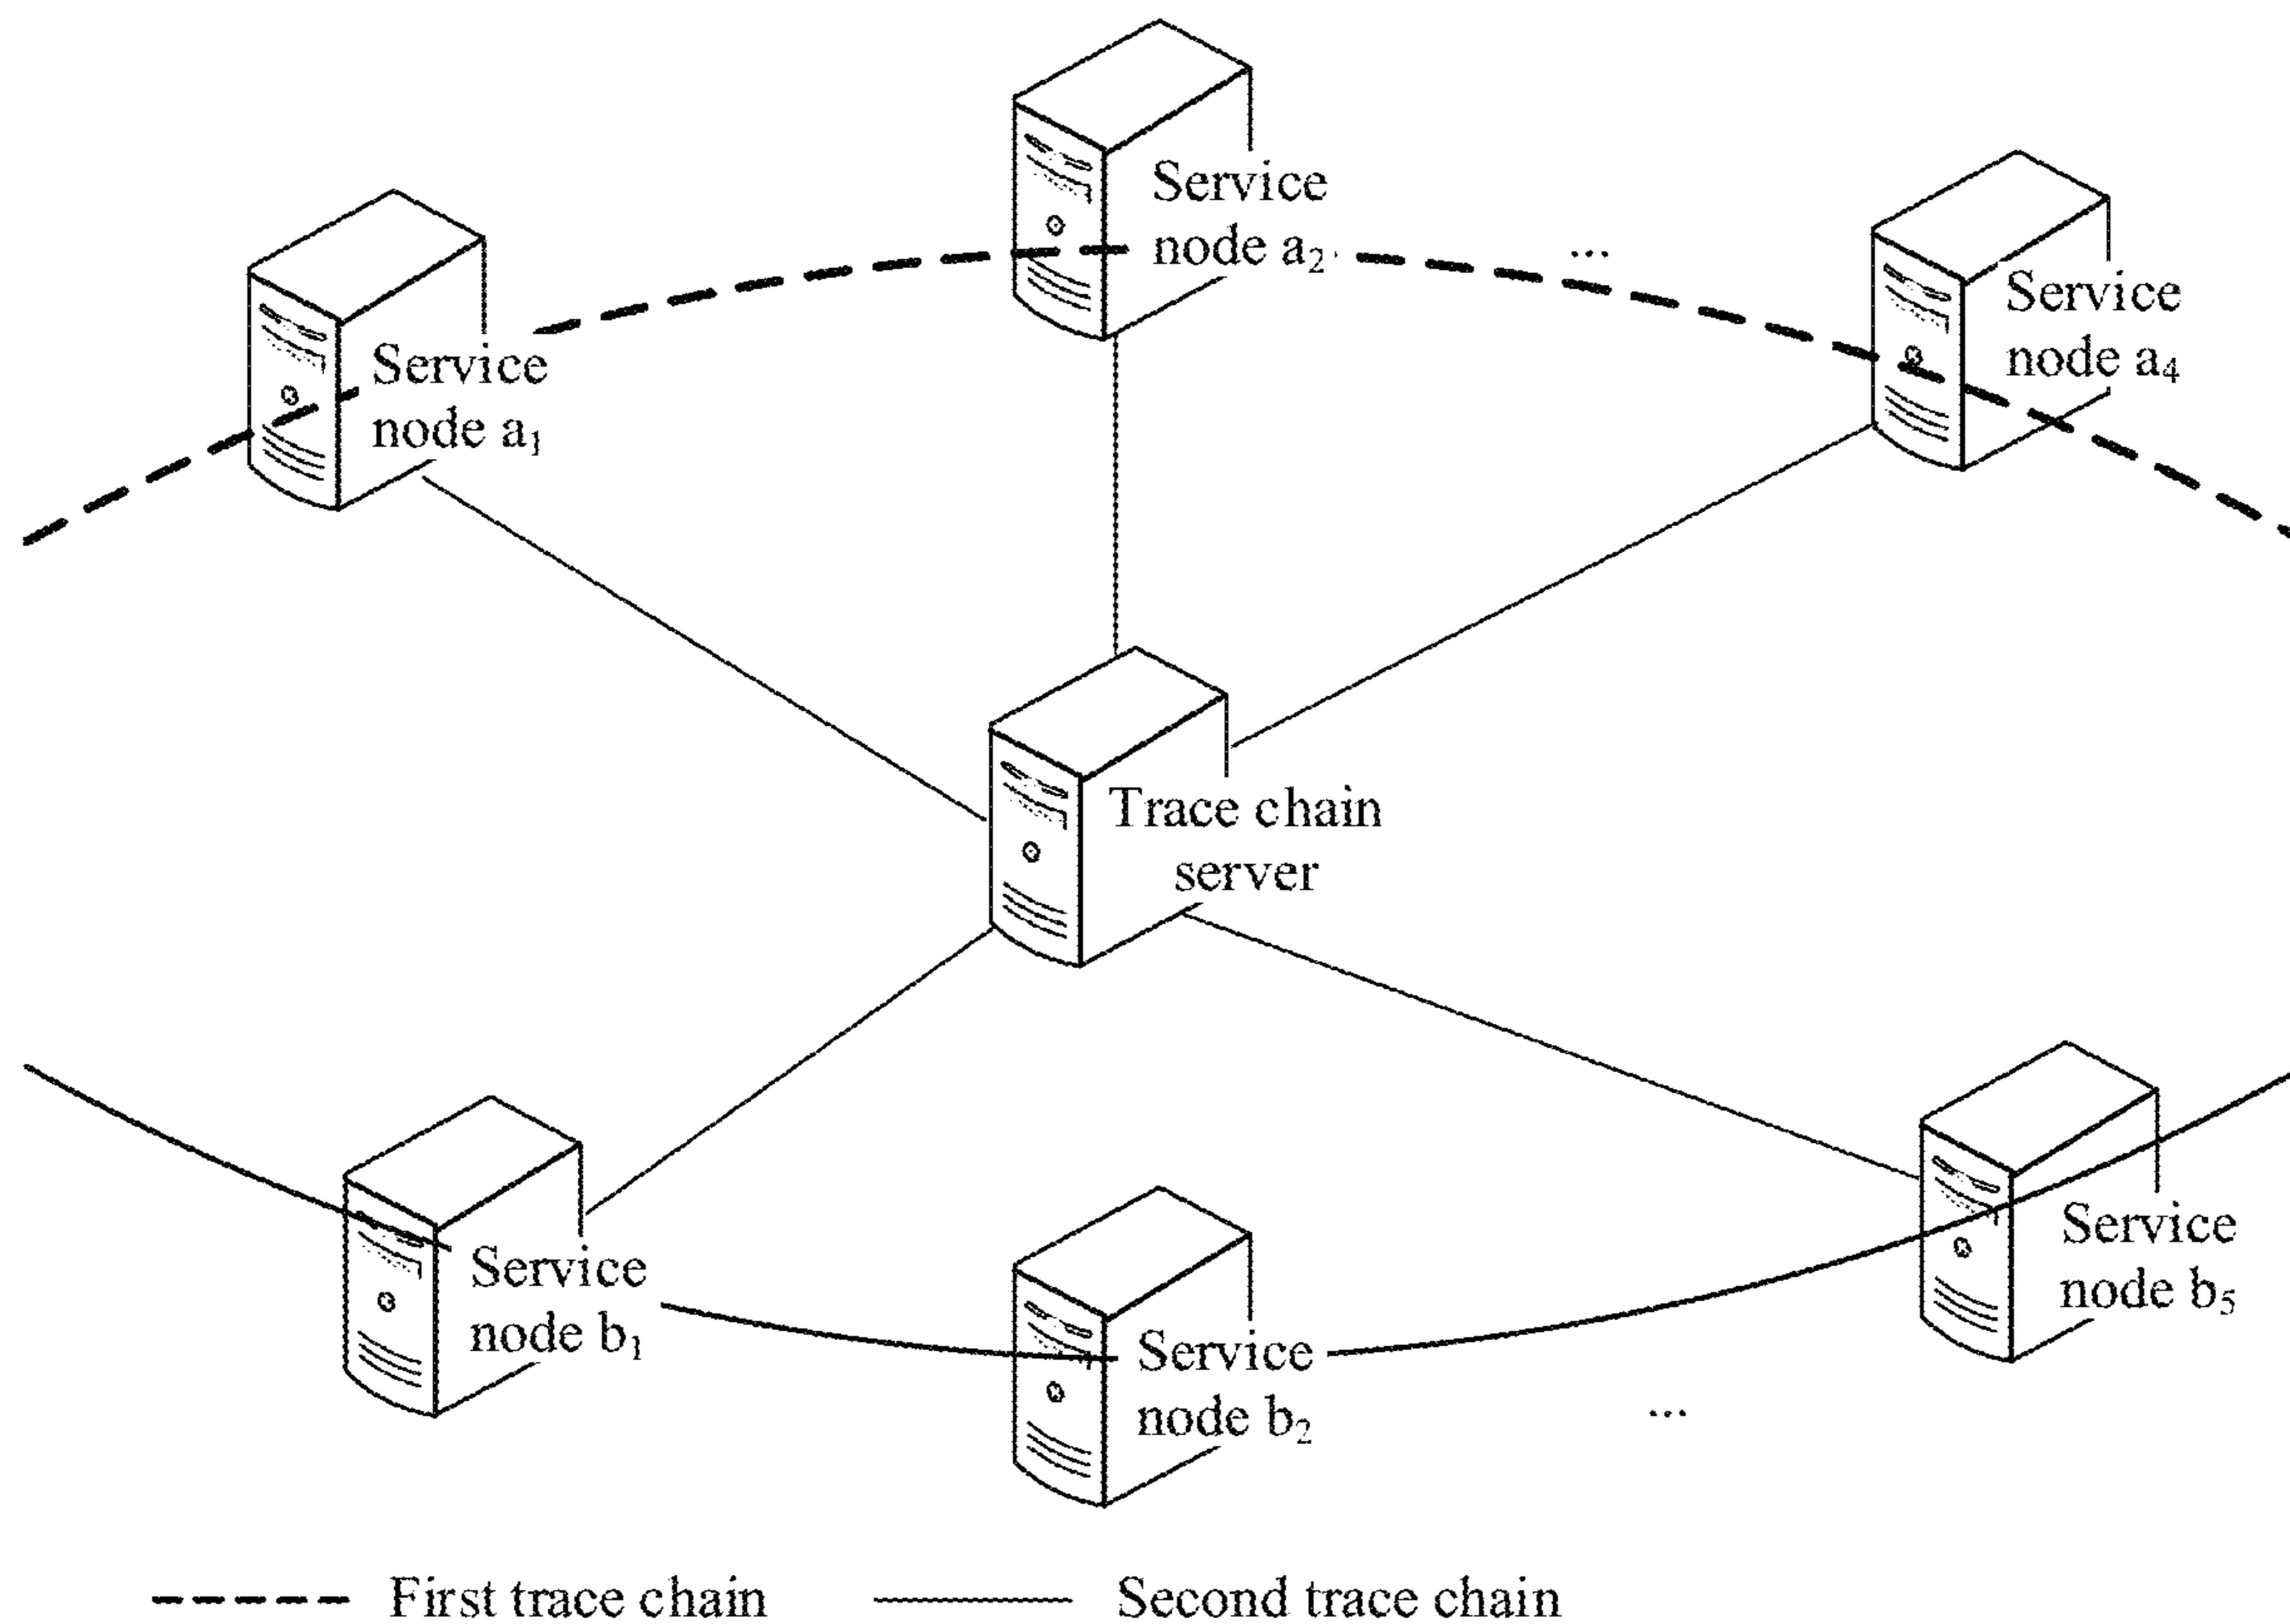 Service
node a₂
...
Service
node a₄
Service
node a₁
Trace chain
server
Service
node b₁
Service
node b₂
...
Service
node b₅
First trace chain
Second trace chain